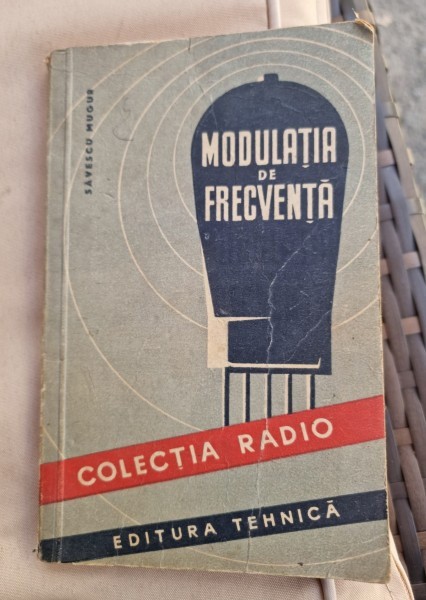 SĂVESCU MUGUR
MODULAȚIA
DE
FRECVENȚĂ
COLECȚIA RADIO
EDITURA TEHNICĂ